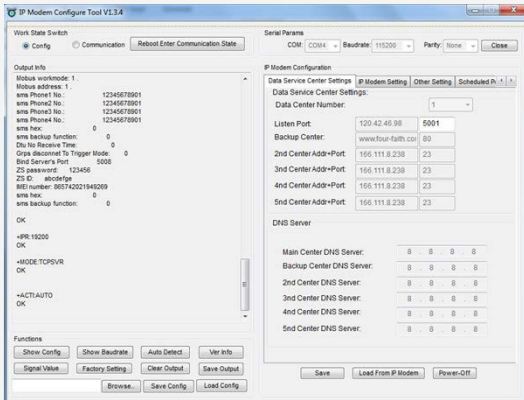 IP Modem Configure Tool V1.3.4
Work State Switch
Config
Communication
Reboot Enter Communication State
Serial Params
COM: COM4 Baudrate: 115200 Parity: None Close
Output Info
Mobus workmode: 1 .
Mobus address: 1 .
sms Phone1 No.: 12345678901
sms Phone2 No.: 12345678901
sms Phone3 No.: 12345678901
sms Phone4 No.: 12345678901
sms hex: 0
sms backup function: 0
Dtu No Receive Time: 0
Grps disconnet To Trigger Mode: 0
Bind Server's Port 5008
ZS password: 123456
ZS ID: abcdefge
IMEI number: 865742021949269
sms hex: 0
sms backup function: 0
OK
+IPR:19200
OK
+MODE:TCPSVR
OK
+ACTI:AUTO
OK
Functions
Show Config Show Baudrate Auto Detect Ver Info
Signal Value Factory Setting Clear Output Save Output
Browse.. Save Config Load Config
IP Modem Configuration
Data Service Center Settings IP Modem Setting Other Setting Scheduled P
Data Service Center Settings:
Data Center Number: 1
Listen Port: 120.42.46.98 5001
Backup Center: www.four-faith.co 80
2nd Center Addr+Port: 166.111.8.238 23
3nd Center Addr+Port: 166.111.8.238 23
4nd Center Addr+Port: 166.111.8.238 23
5nd Center Addr+Port: 166.111.8.238 23
DNS Server
Main Center DNS Server: 8 . 8 . 8 . 8
Backup Center DNS Server: 8 . 8 . 8 . 8
2nd Center DNS Server: 8 . 8 . 8 . 8
3nd Center DNS Server: 8 . 8 . 8 . 8
4nd Center DNS Server: 8 . 8 . 8 . 8
5nd Center DNS Server: 8 . 8 . 8 . 8
Save Load From IP Modem Power-Off